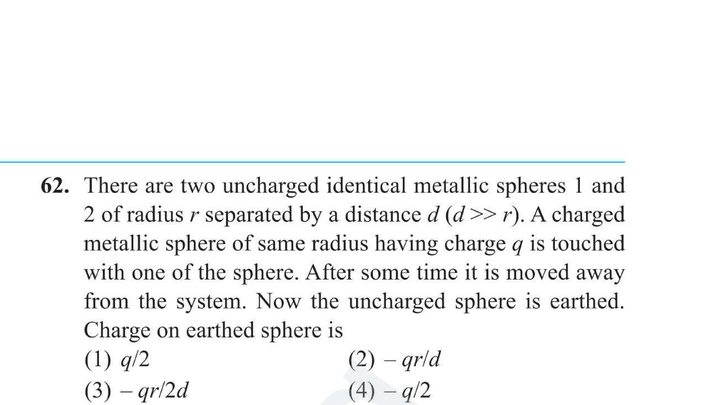 62. There are two uncharged identical metallic spheres 1 and
2 of radius r separated by a distance d (d >> r). A charged
metallic sphere of same radius having charge q is touched
with one of the sphere. After some time it is moved away
from the system. Now the uncharged sphere is earthed.
Charge on earthed sphere is
(1) q/2 (2) – qr/d
(3) – qr/2d (4) – q/2